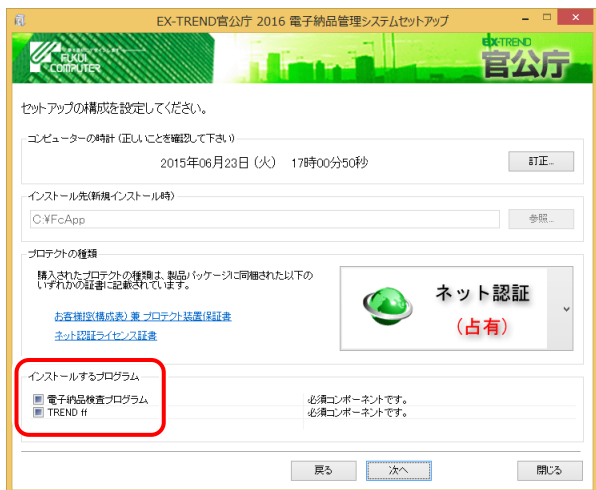 EX-TREND官公庁 2016 電子納品管理システムセットアップ
FUKUI
COMPUTER
EX-TREND
官公庁
セットアップの構成を設定してください。
コンピューターの時計 (正しいことを確認して下さい)
2015年06月23日 (火) 17時00分50秒
訂正...
インストール先(新規インストール時)
C:¥FcApp
参照...
プロテクトの種類
購入されたプロテクトの種類は、製品パッケージに同梱された以下の
いずれかの証書に記載されています。
お客様控(構成表) 兼 プロテクト装置保証書
ネット認証ライセンス証書
ネット認証
(占有)
インストールするプログラム
電子納品検査プログラム 必須コンポーネントです。
TREND ff 必須コンポーネントです。
戻る 次へ 閉じる